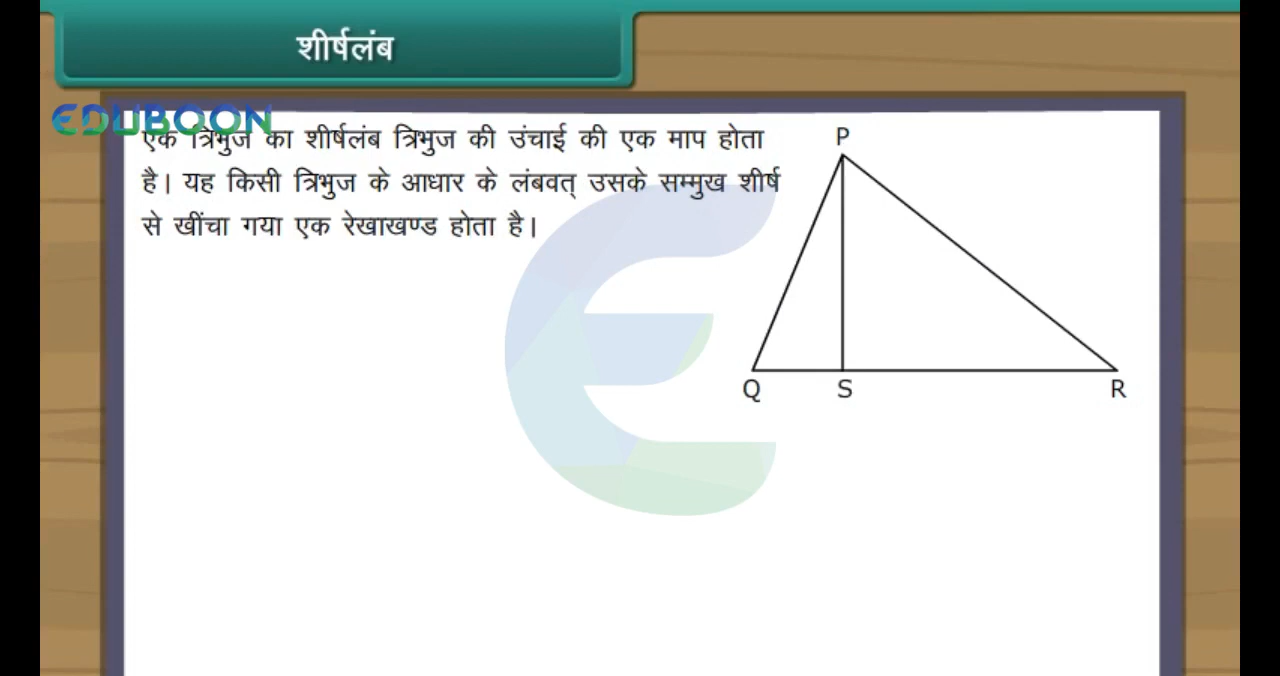 शीर्षलंब
EDUBOON
एक त्रिभुज का शीर्षलंब त्रिभुज की उंचाई की एक माप होता
है। यह किसी त्रिभुज के आधार के लंबवत् उसके सम्मुख शीर्ष
से खींचा गया एक रेखाखण्ड होता है।
P
Q S R